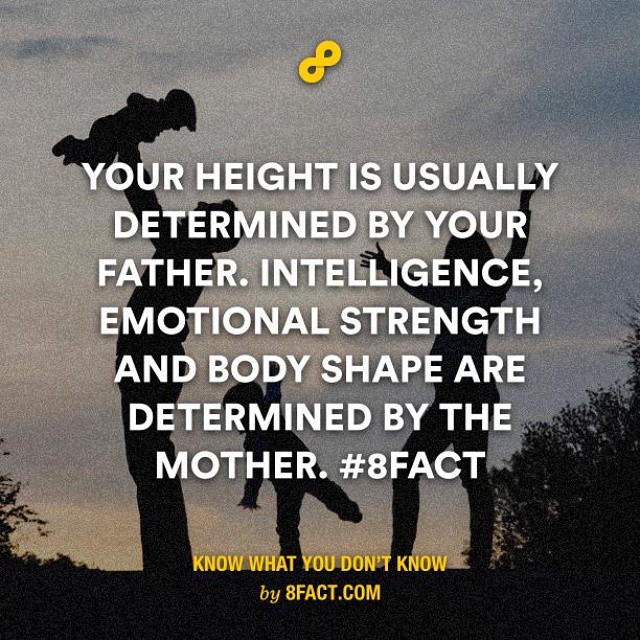 YOUR HEIGHT IS USUALLY
DETERMINED BY YOUR
FATHER. INTELLIGENCE,
EMOTIONAL STRENGTH
AND BODY SHAPE ARE
DETERMINED BY THE
MOTHER. #8FACT
KNOW WHAT YOU DON'T KNOW
by 8FACT.COM